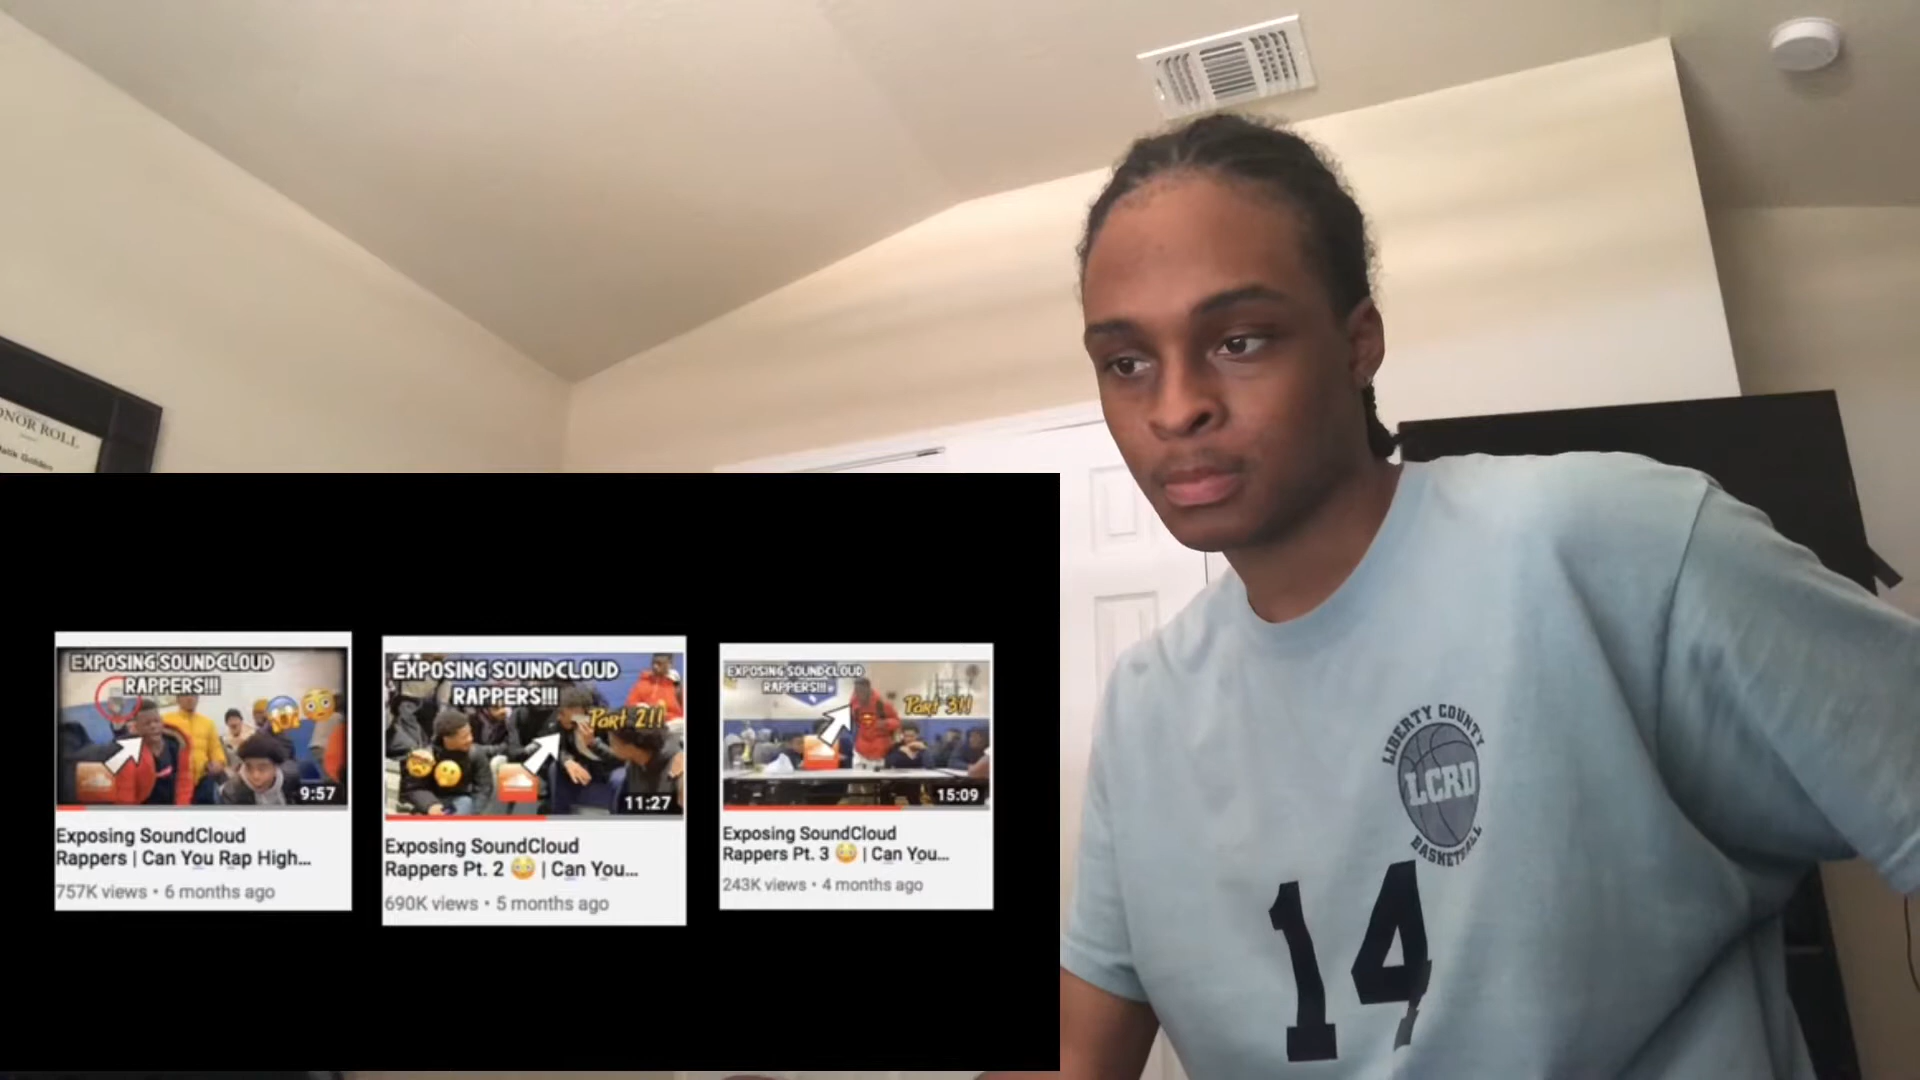 HONOR ROLL
EXPOSING SOUNDCLOUD
RAPPERS!!!
9:57
Exposing SoundCloud
Rappers | Can You Rap High...
757K views • 6 months ago
EXPOSING SOUNDCLOUD
RAPPERS!!!
Part 2!!
11:27
Exposing SoundCloud
Rappers Pt. 2 😳 | Can You...
690K views • 5 months ago
EXPOSING SOUNDCLOUD
RAPPERS!!!
Part 3!!
15:09
Exposing SoundCloud
Rappers Pt. 3 😳 | Can You...
243K views • 4 months ago
LIBERTY COUNTY
LCRD
BASKETBALL
14